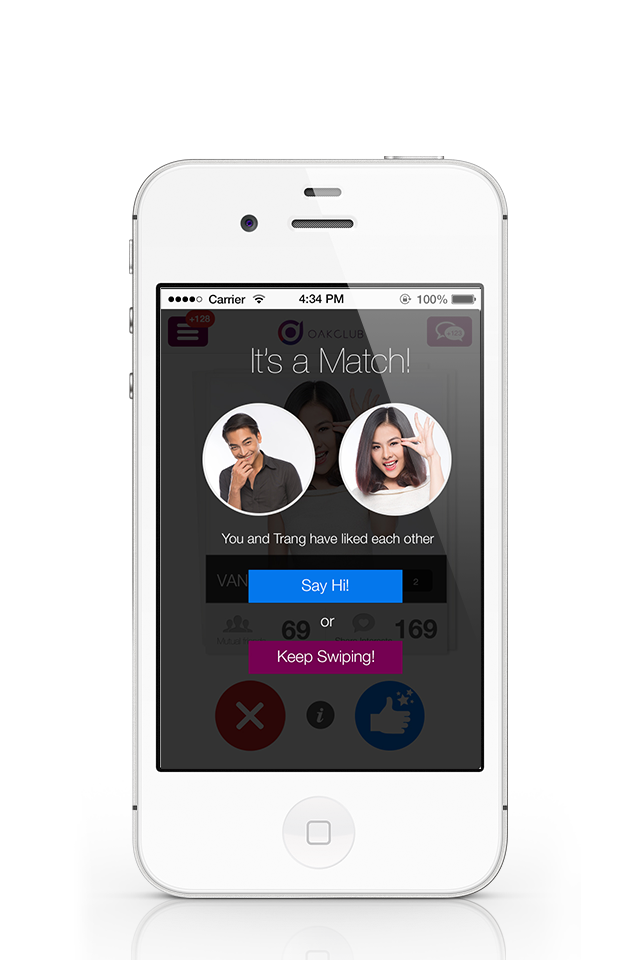 Carrier
4:34 PM
100%
+128
OAKCLUB
+123
It's a Match!
You and Trang have liked each other
VAN
Say Hi!
2
or
69
169
Keep Swiping!
i